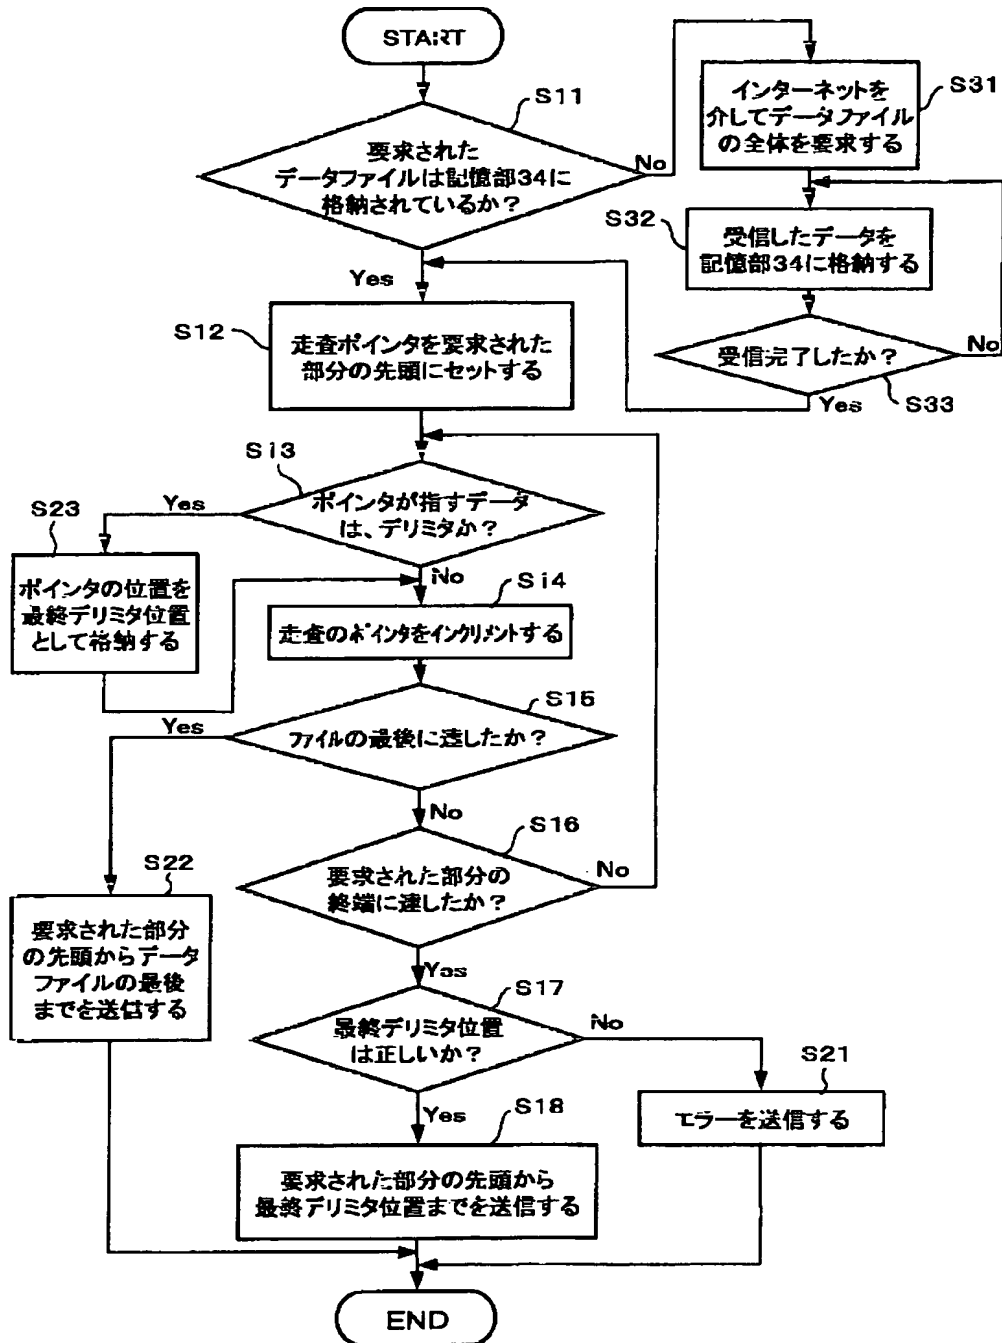 START
S11
要求された
データファイルは記憶部34に
格納されているか？
No
Yes
S31
インターネットを
介してデータファイル
の全体を要求する
S32
受信したデータを
記憶部34に格納する
受信完了したか？
No
Yes
S33
S12
走査ポインタを要求された
部分の先頭にセットする
S13
ポインタが指すデータ
は、デリミタか？
Yes
No
S23
ポインタの位置を
最終デリミタ位置
として格納する
S14
走査のポインタをインクリメントする
S15
ファイルの最後に達したか？
Yes
No
S16
要求された部分の
終端に達したか？
No
Yes
S22
要求された部分
の先頭からデータ
ファイルの最後
までを送信する
S17
最終デリミタ位置
は正しいか？
No
Yes
S21
エラーを送信する
S18
要求された部分の先頭から
最終デリミタ位置までを送信する
END